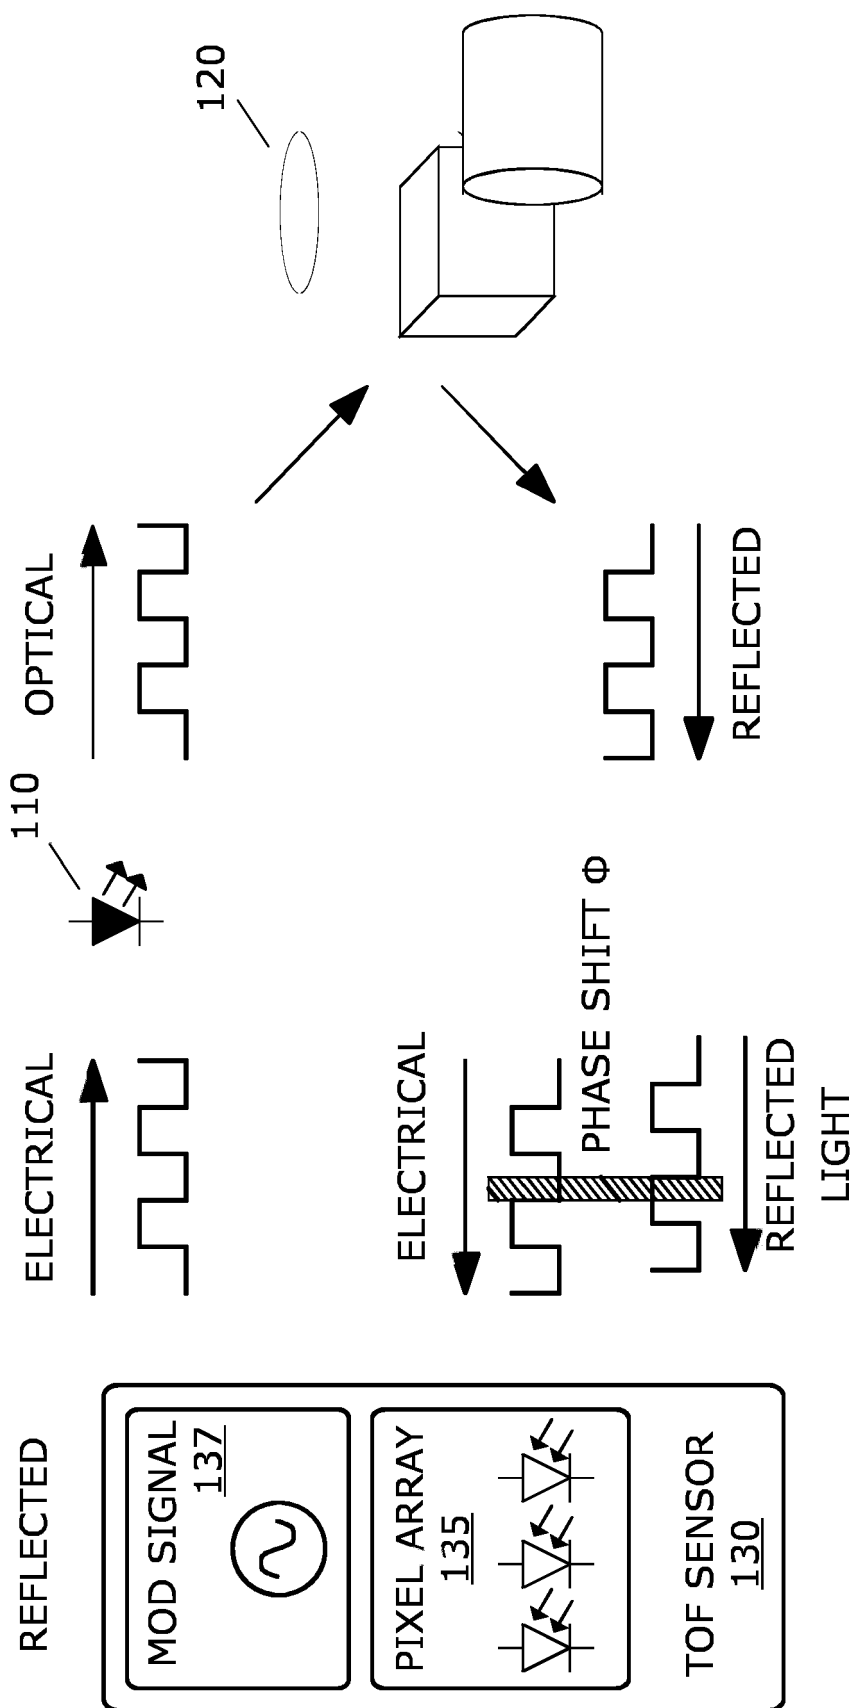 REFLECTED
ELECTRICAL
110
OPTICAL
120
MOD SIGNAL
137
PIXEL ARRAY
135
TOF SENSOR
130
ELECTRICAL
PHASE SHIFT Φ
REFLECTED
LIGHT
REFLECTED